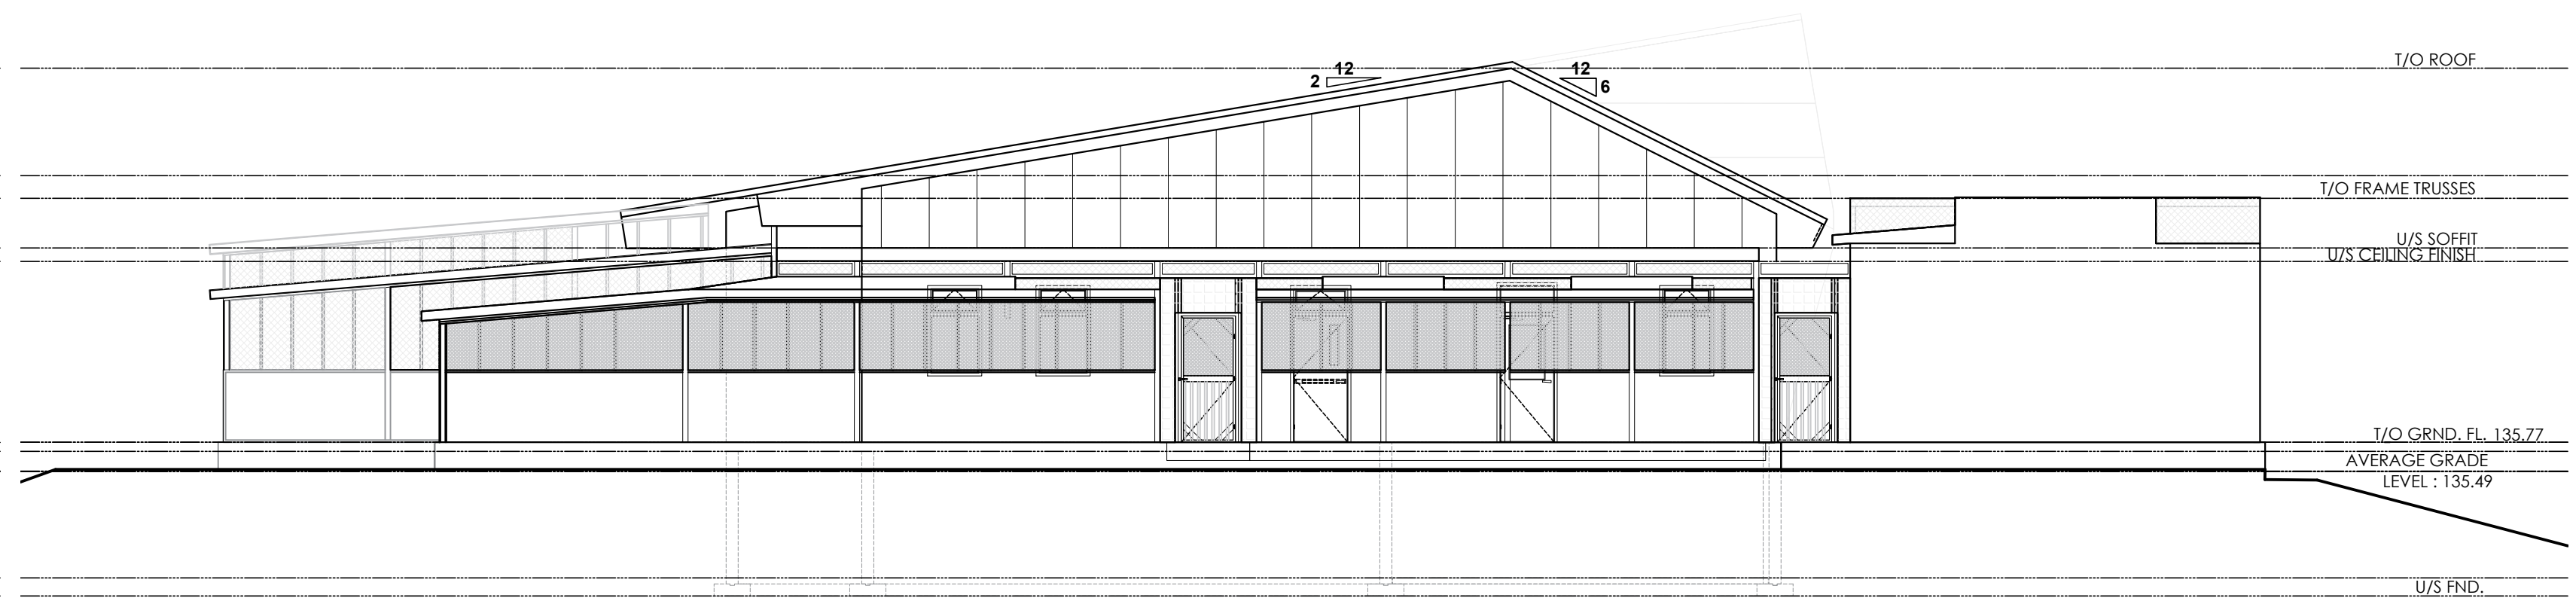 T/O ROOF
12
2
12
6
T/O FRAME TRUSSES
U/S SOFFIT
U/S CEILING FINISH
T/O GRND. FL. 135.77
AVERAGE GRADE
LEVEL : 135.49
U/S FND.